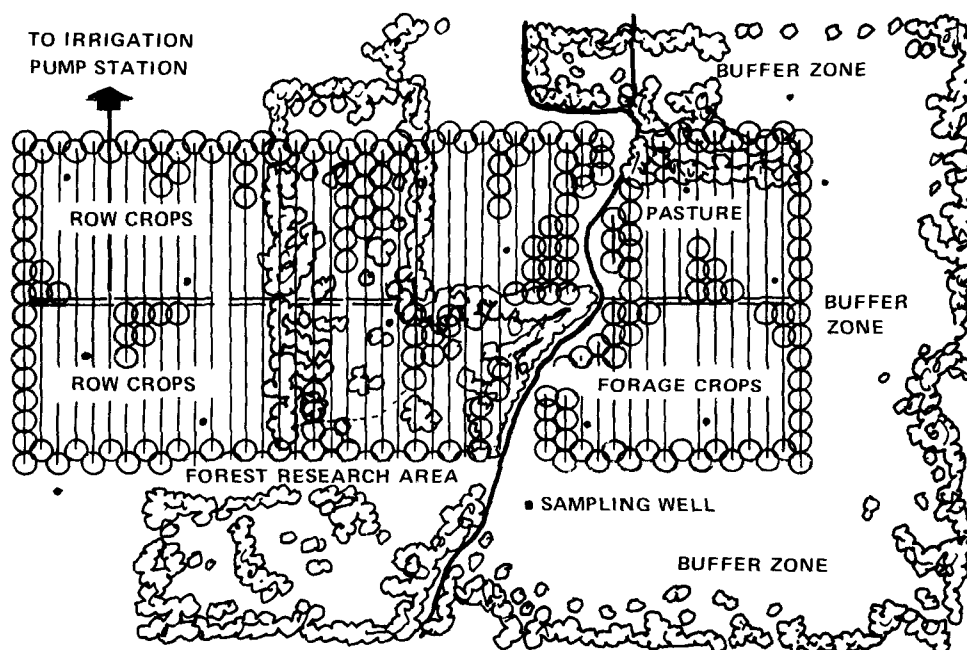 TO IRRIGATION
PUMP STATION
BUFFER ZONE
ROW CROPS
PASTURE
BUFFER
ZONE
ROW CROPS
FORAGE CROPS
FOREST RESEARCH AREA
SAMPLING WELL
BUFFER ZONE